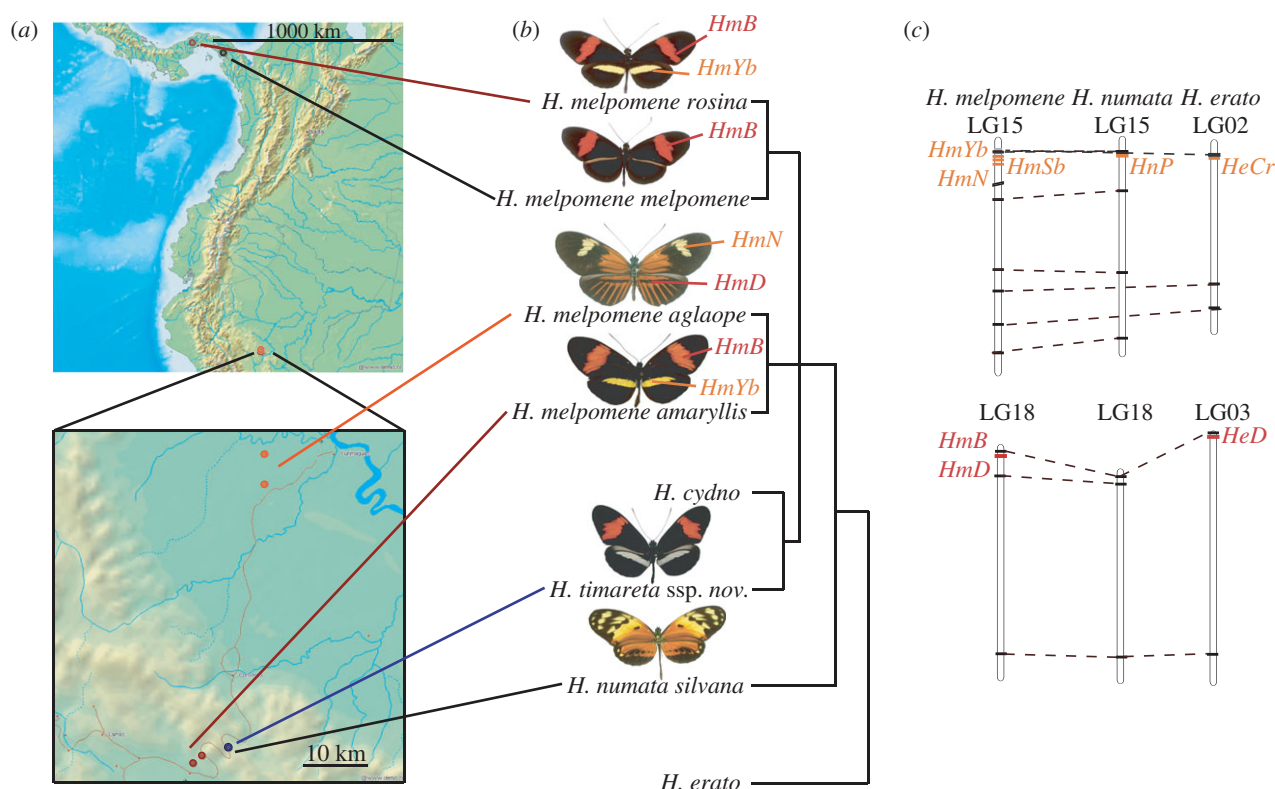 (a)
1000 km
10 km
(b)
HmB
HmYb
H. melpomene rosina
HmB
H. melpomene melpomene
HmN
HmD
H. melpomene aglaope
HmB
HmYb
H. melpomene amaryllis
H. cydno
H. timareta ssp. nov.
H. numata silvana
H. erato
(c)
H. melpomene H. numata H. erato
LG15 LG15 LG02
HmYb
HmSb HnP HeCr
HmN
LG18 LG18 LG03
HmB HeD
HmD